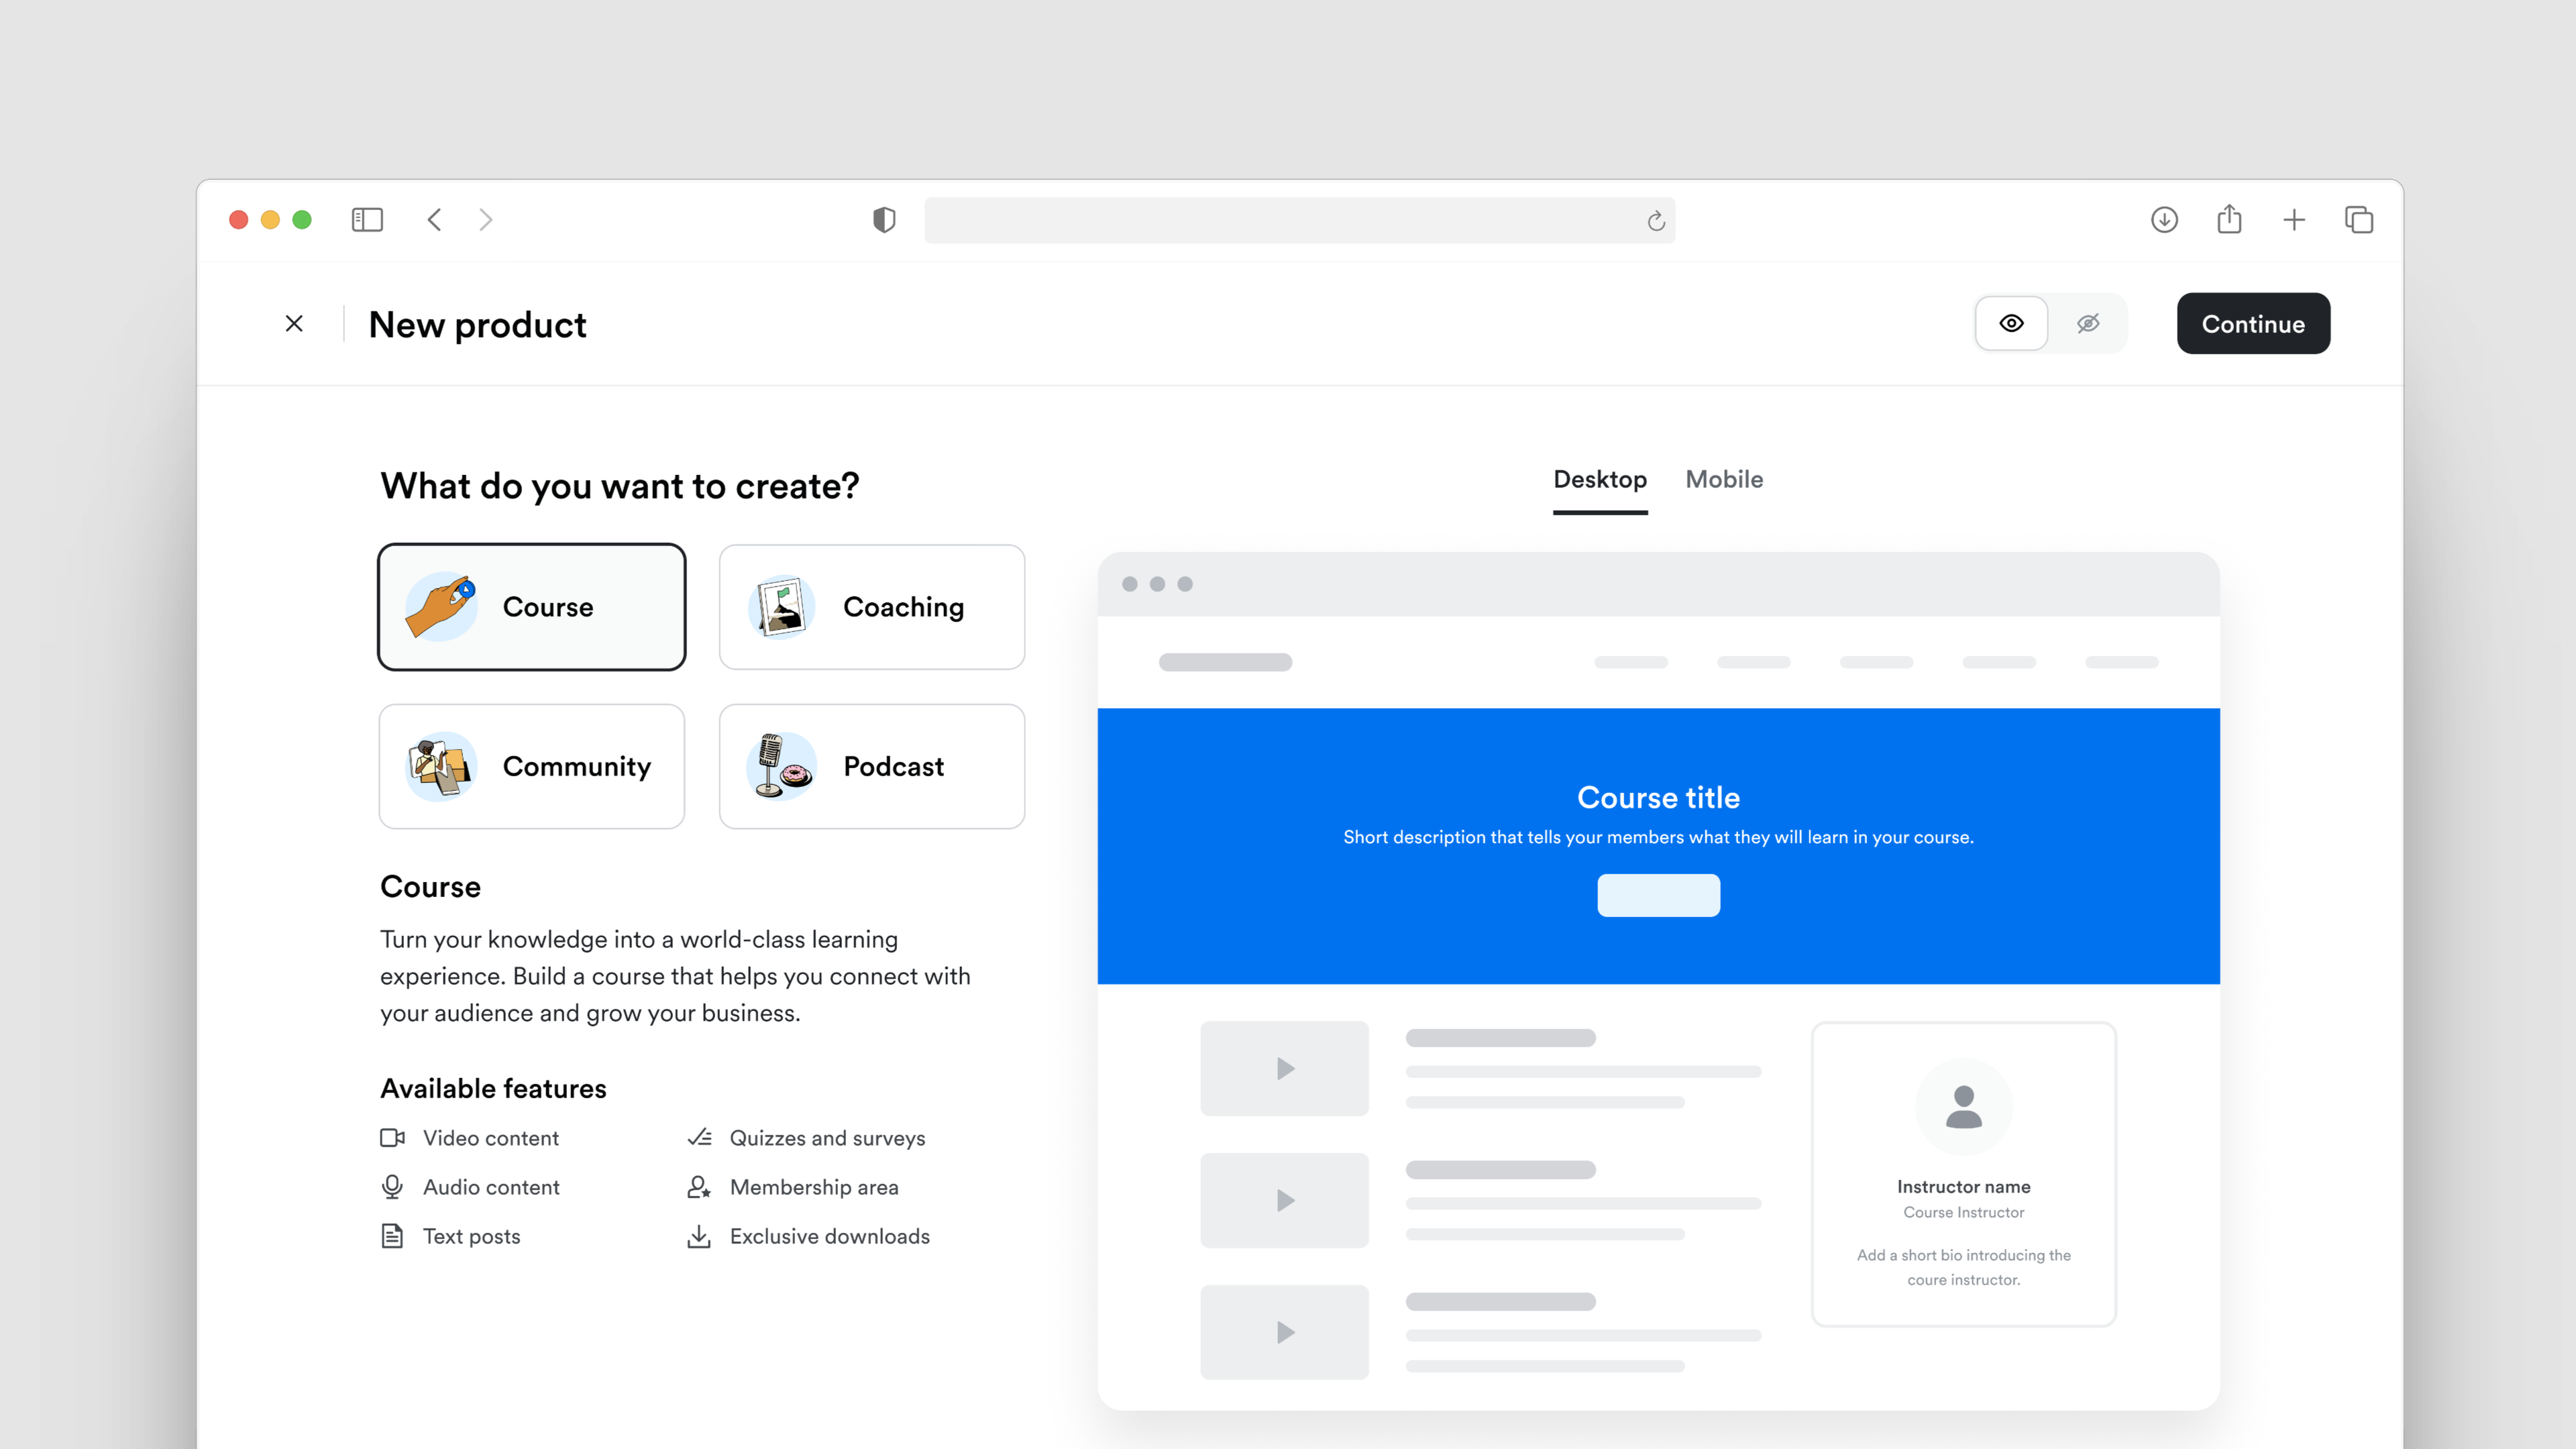 New product
Continue
What do you want to create?
Desktop
Mobile
Course
Coaching
Community
Podcast
Course
Turn your knowledge into a world-class learning
experience. Build a course that helps you connect with
your audience and grow your business.
Available features
Video content
Quizzes and surveys
Audio content
Membership area
Text posts
Exclusive downloads
Course title
Short description that tells your members what they will learn in your course.
Instructor name
Course Instructor
Add a short bio introducing the
coure instructor.